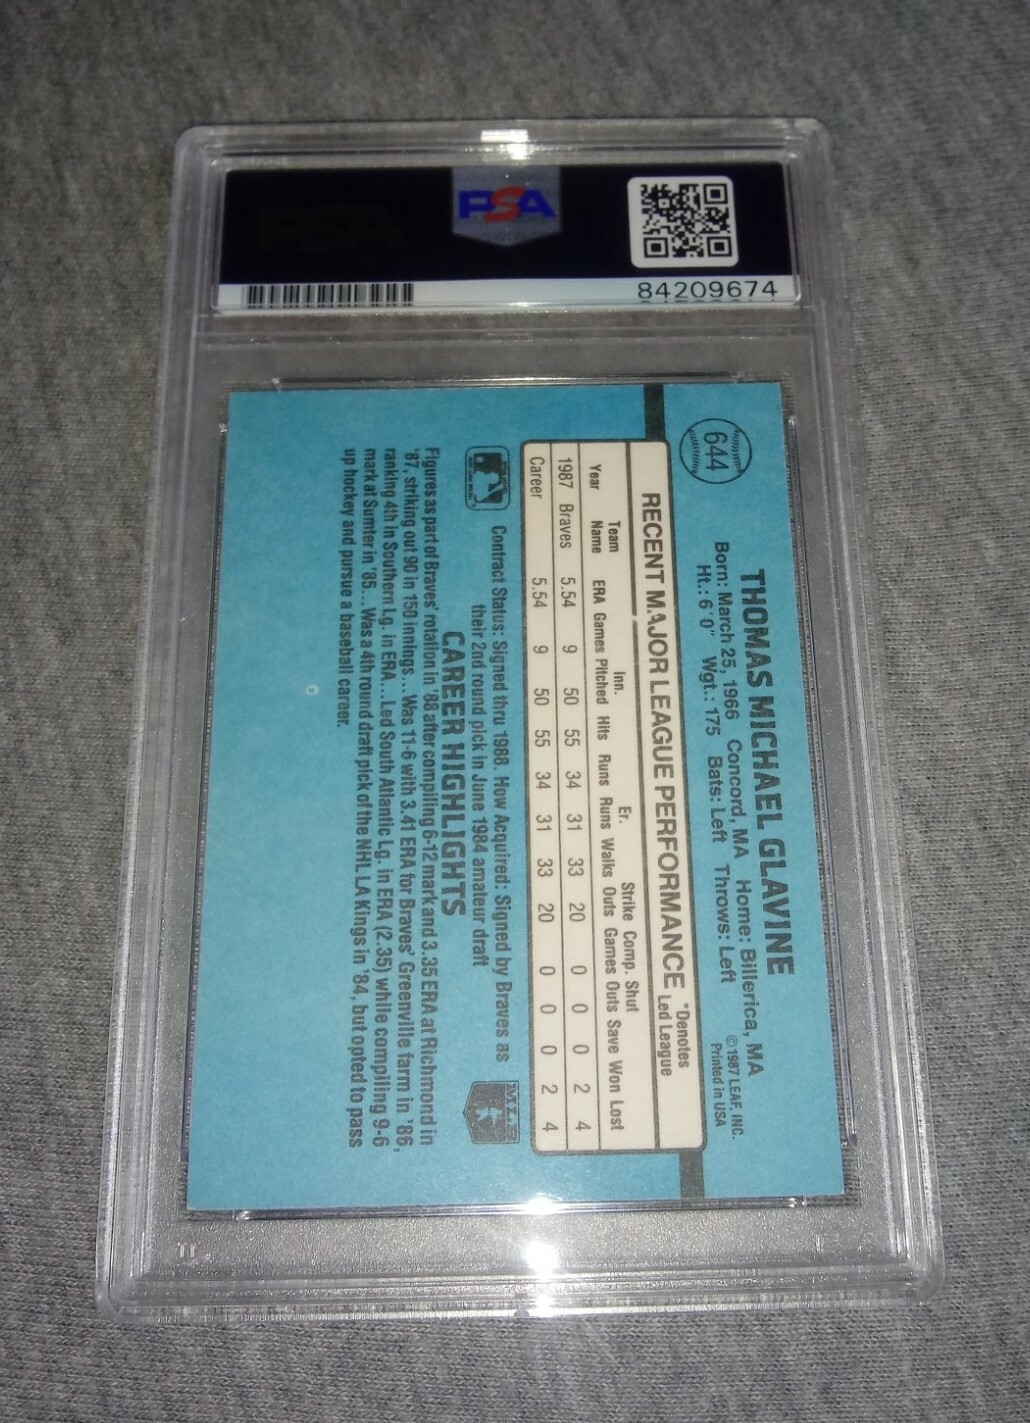 PSA
84209674
644
THOMAS MICHAEL GLAVINE
Born: March 25, 1966 Concord, MA Home: Billerica, MA
Ht.: 6'0" Wgt.: 175 Bats: Left Throws: Left
© 1987 LEAF, INC.
Printed in USA
RECENT MAJOR LEAGUE PERFORMANCE
*Denotes
Led League
Team Inn. Er. Strike Comp. Shut
Year Name ERA Games Pitched Hits Runs Runs Walks Outs Games Outs Save Won Lost
1987 Braves 5.54 9 50 55 34 31 33 20 0 0 0 2 4
Career 5.54 9 50 55 34 31 33 20 0 0 0 2 4
Contract Status: Signed thru 1988. How Acquired: Signed by Braves as
their 2nd round pick in June 1984 amateur draft
MLB
CAREER HIGHLIGHTS
Figures as part of Braves' rotation in '88 after compiling 6-12 mark and 3.35 ERA at Richmond in
'87, striking out 90 in 150 innings... Was 11-6 with 3.41 ERA for Braves' Greenville farm in '86,
ranking 4th in Southern Lg. in ERA... Led South Atlantic Lg. in ERA (2.35) while compiling 9-6
mark at Sumter in '85... Was a 4th round draft pick of the NHL LA Kings in '84, but opted to pass
up hockey and pursue a baseball career.